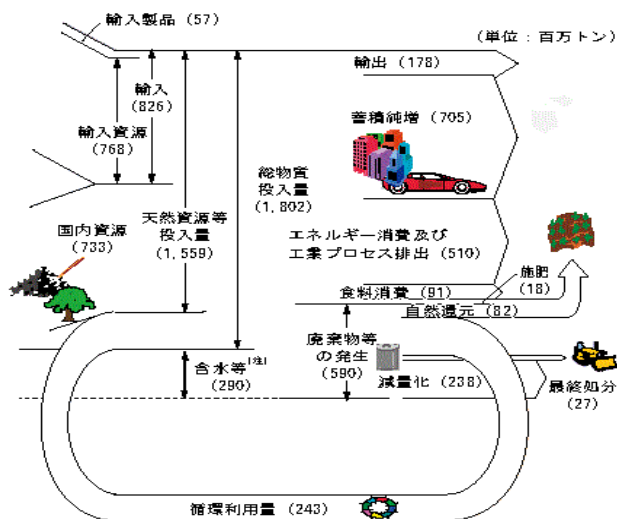 輸入製品 (57)
(単位:百万トン)
輸出 (178)
輸入
(826)
輸入資源
(768)
蓄積純増 (705)
総物質
投入量
(1,802)
国内資源
(733)
天然資源等
投入量
(1,559)
エネルギー消費及び
工業プロセス排出 (510)
施肥
(18)
食料消費 (91)
自然還元 (82)
廃棄物等
の発生
(590)
含水等[注]
(290)
減量化 (238)
最終処分
(27)
循環利用量 (243)